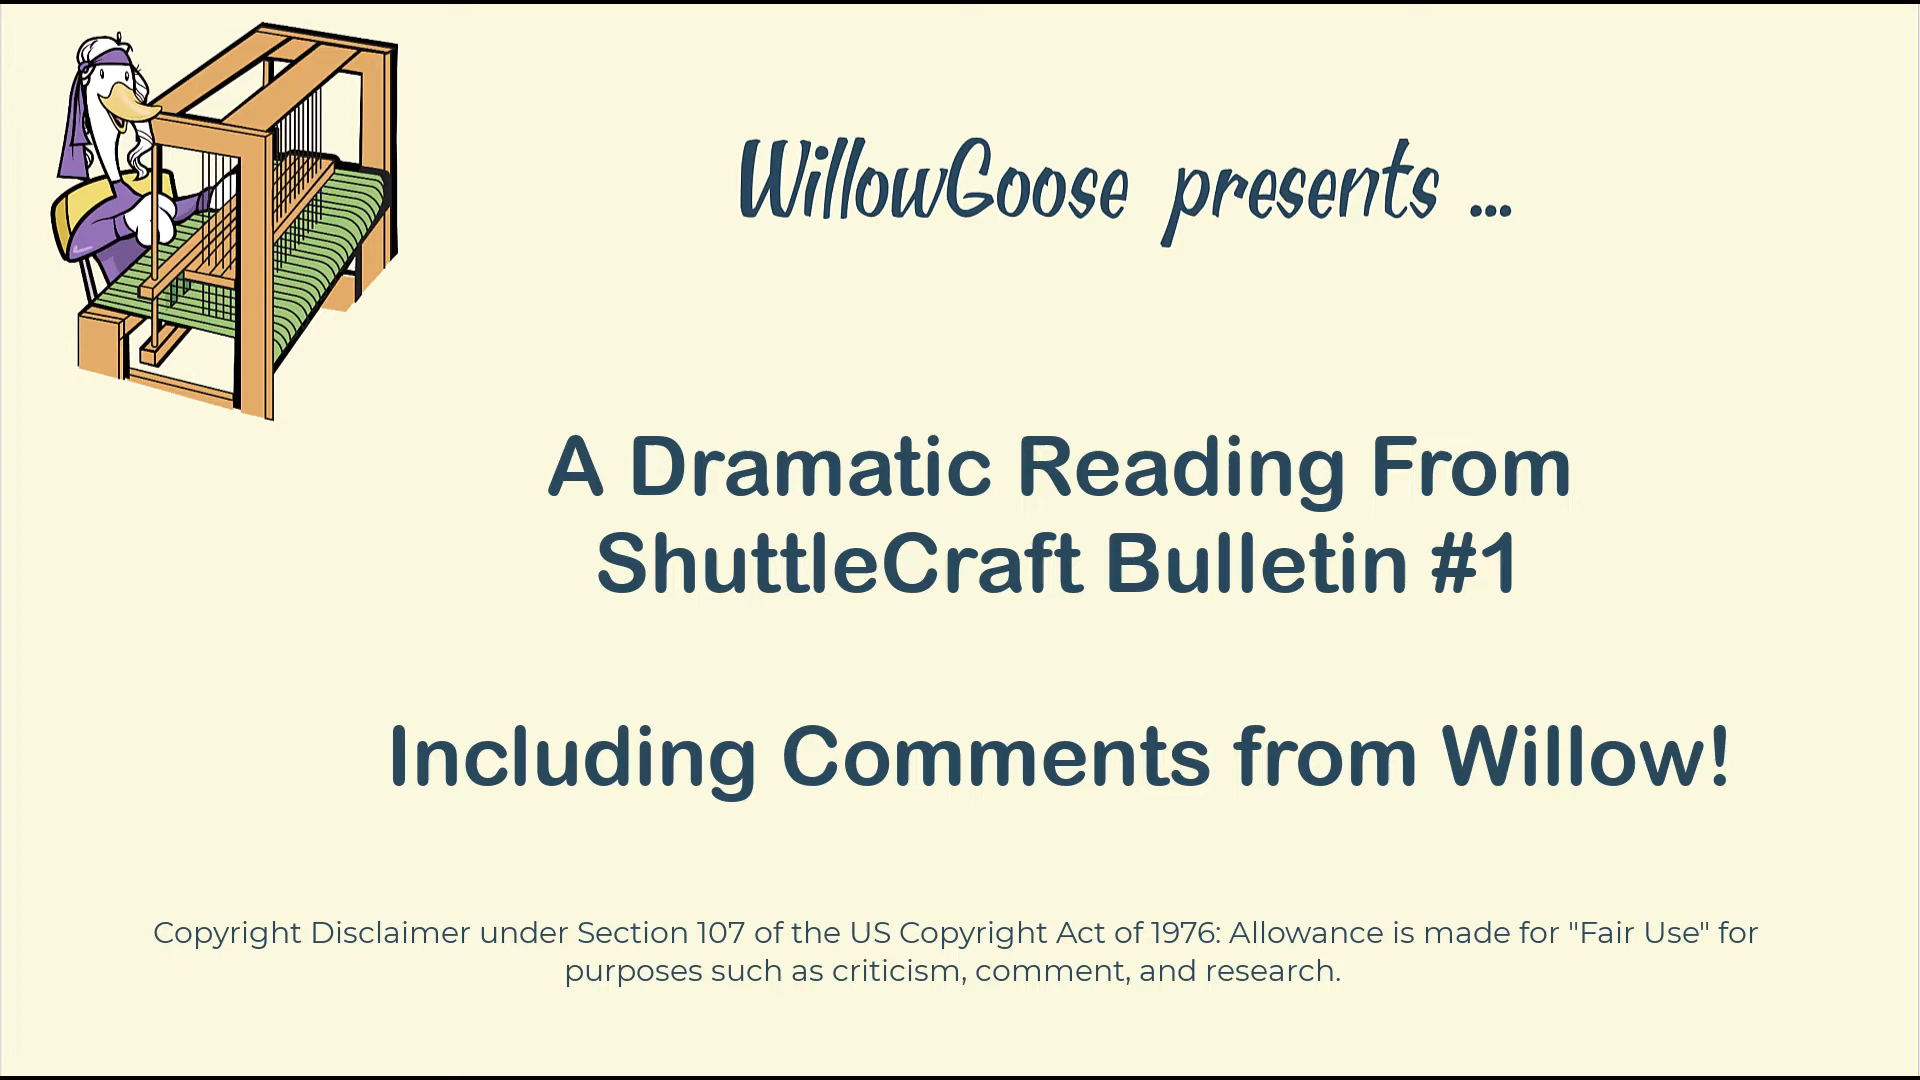 WillowGoose presents ...
A Dramatic Reading From
ShuttleCraft Bulletin #1
Including Comments from Willow!
Copyright Disclaimer under Section 107 of the US Copyright Act of 1976: Allowance is made for "Fair Use" for
purposes such as criticism, comment, and research.